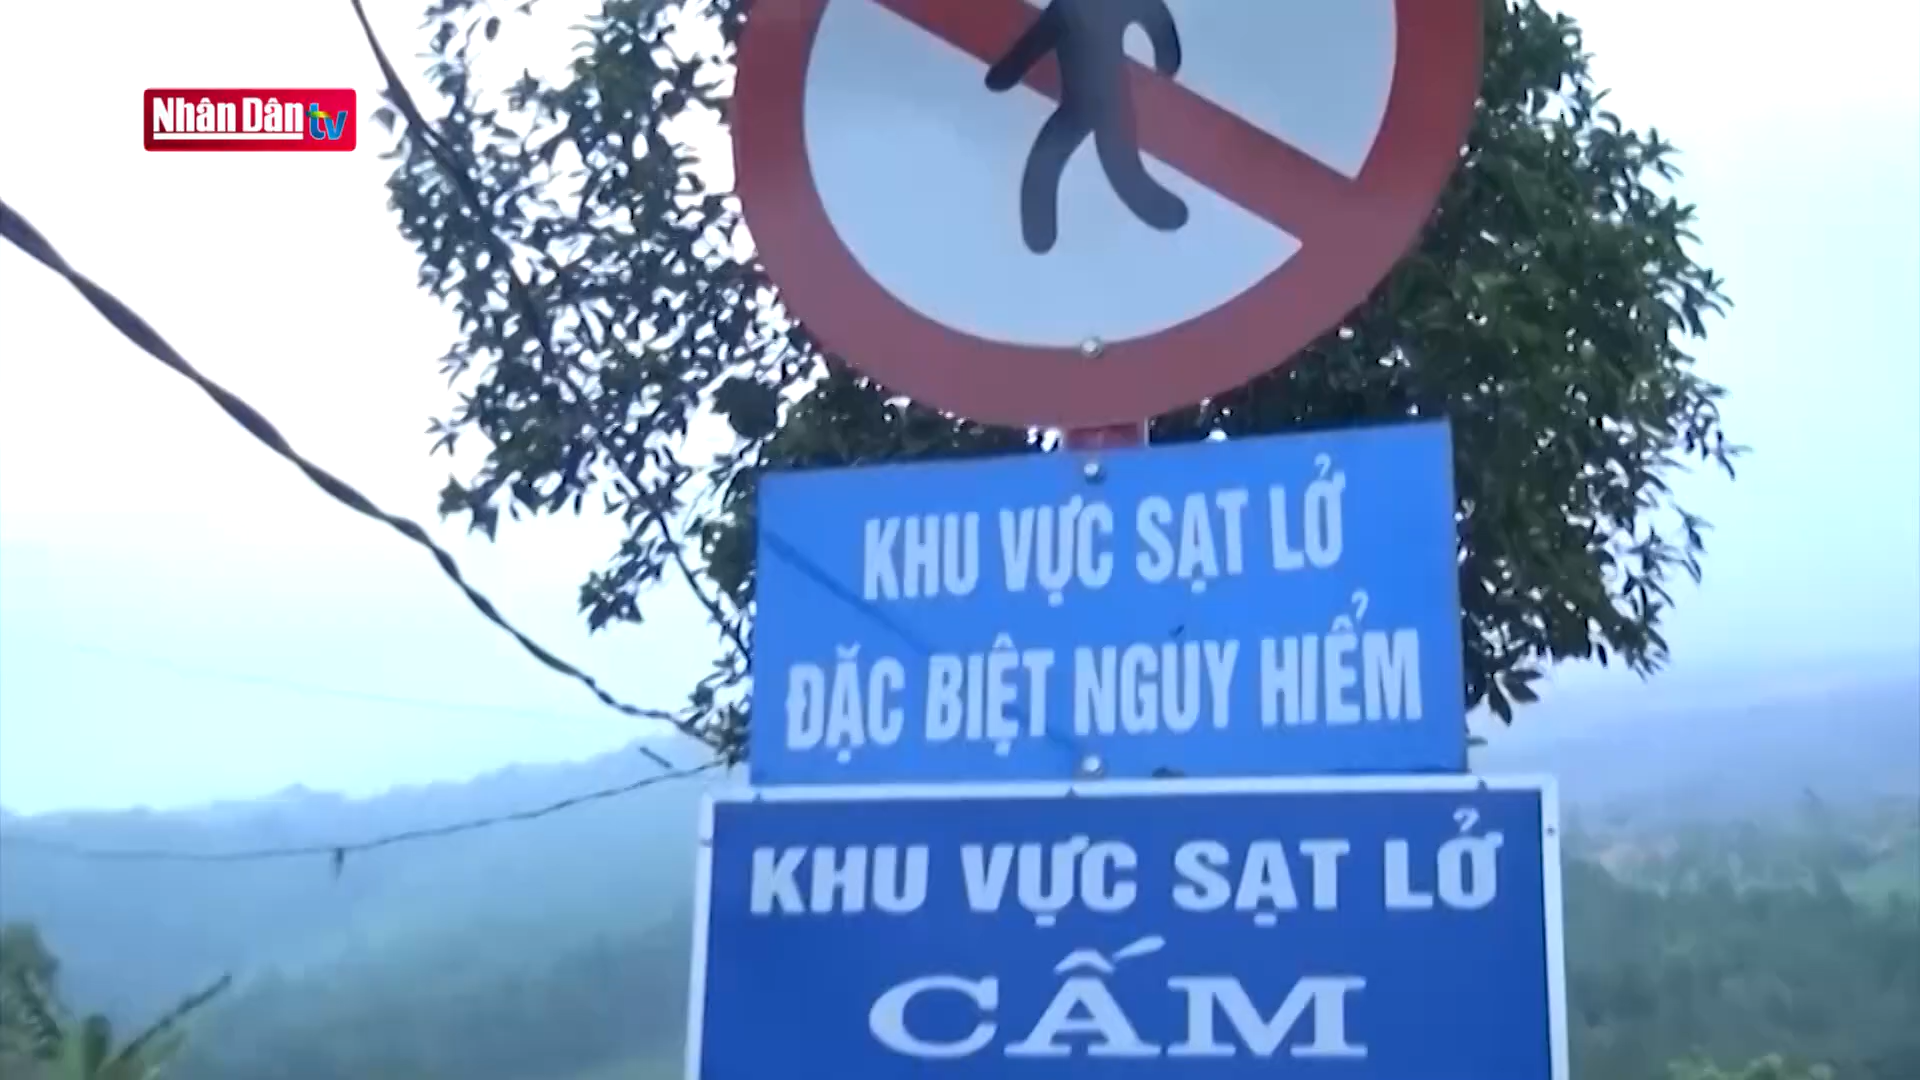 Nhân Dân tv
KHU VỰC SẠT LỞ
ĐẶC BIỆT NGUY HIỂM
KHU VỰC SẠT LỞ
CẤM